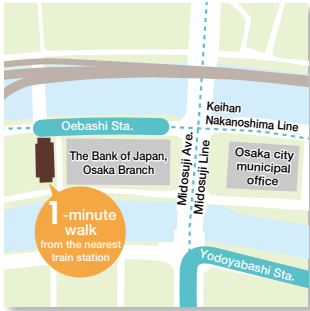 Keihan
Nakanoshima Line
Oebashi Sta.
The Bank of Japan,
Osaka Branch
Midosuji Ave.
Midosuji Line
Osaka city
municipal
office
1-minute
walk
from the nearest
train station
Yodoyabashi Sta.